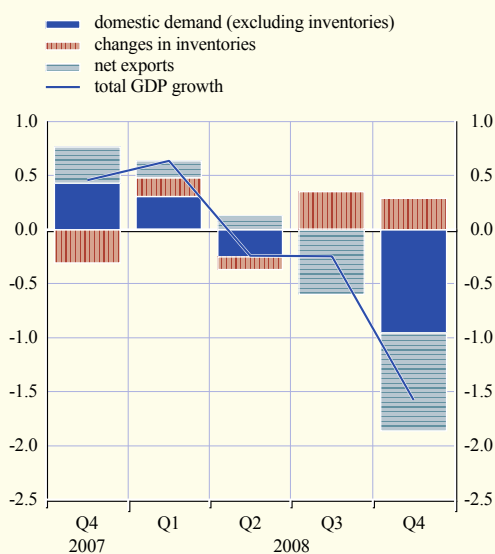 domestic demand (excluding inventories)
changes in inventories
net exports
total GDP growth
1.0 1.0
0.5 0.5
0.0 0.0
-0.5 -0.5
-1.0 -1.0
-1.5 -1.5
-2.0 -2.0
-2.5 -2.5
Q4 Q1 Q2 Q3 Q4
2007 2008